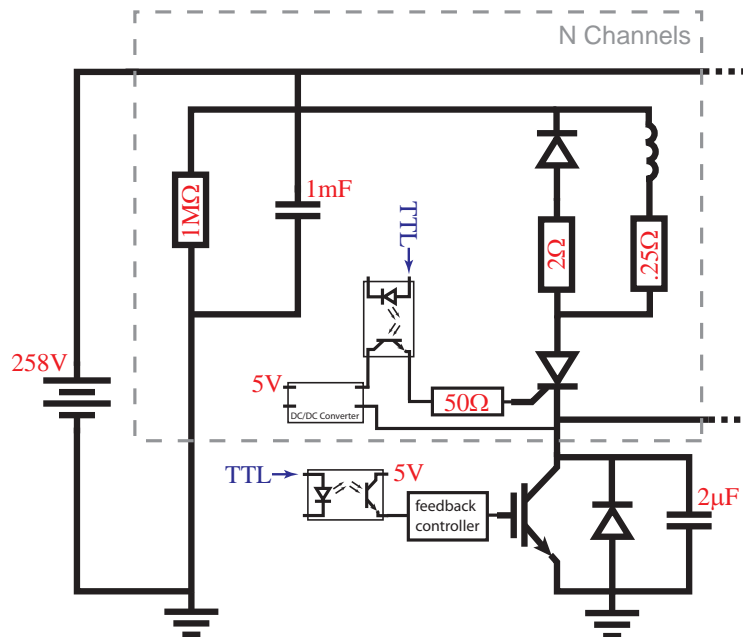 N Channels
1MΩ
1mF
TTL
2Ω
.25Ω
258V
5V
DC/DC Converter
50Ω
TTL
5V
feedback
controller
2µF